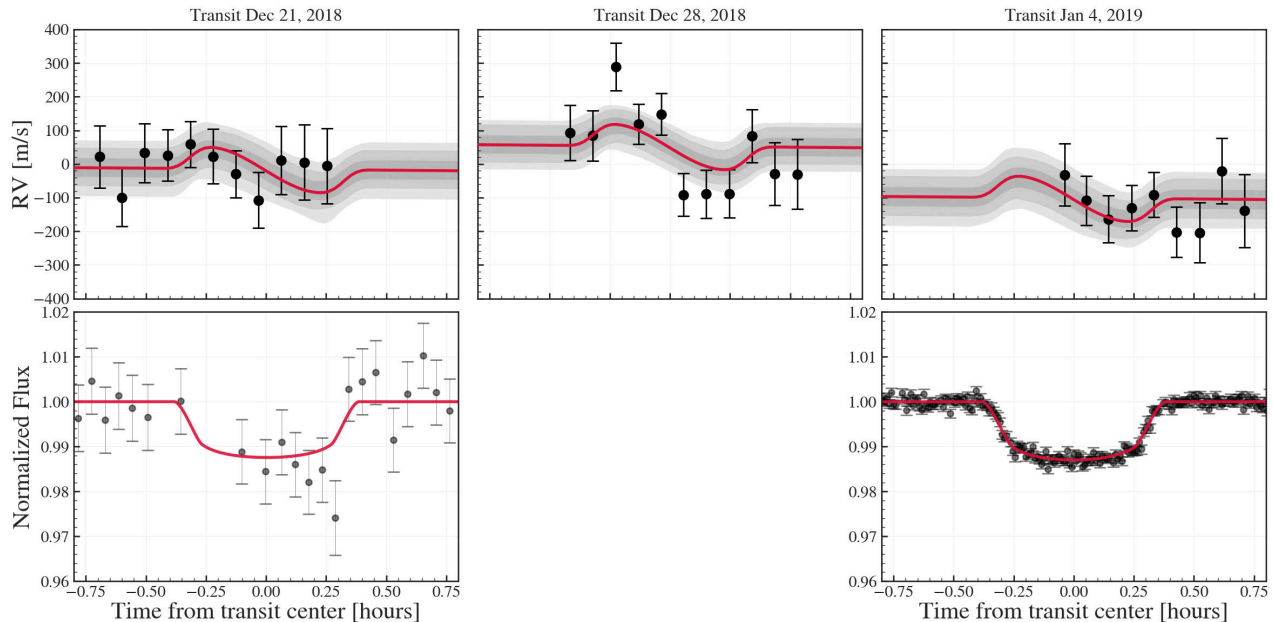 Transit Dec 21, 2018
Transit Dec 28, 2018
Transit Jan 4, 2019
RV [m/s]
400
300
200
100
0
−100
−200
−300
−400
Normalized Flux
1.02
1.01
1.00
0.99
0.98
0.97
0.96
−0.75 −0.50 −0.25 0.00 0.25 0.50 0.75
Time from transit center [hours]
1.02
1.01
1.00
0.99
0.98
0.97
0.96
−0.75 −0.50 −0.25 0.00 0.25 0.50 0.75
Time from transit center [hours]